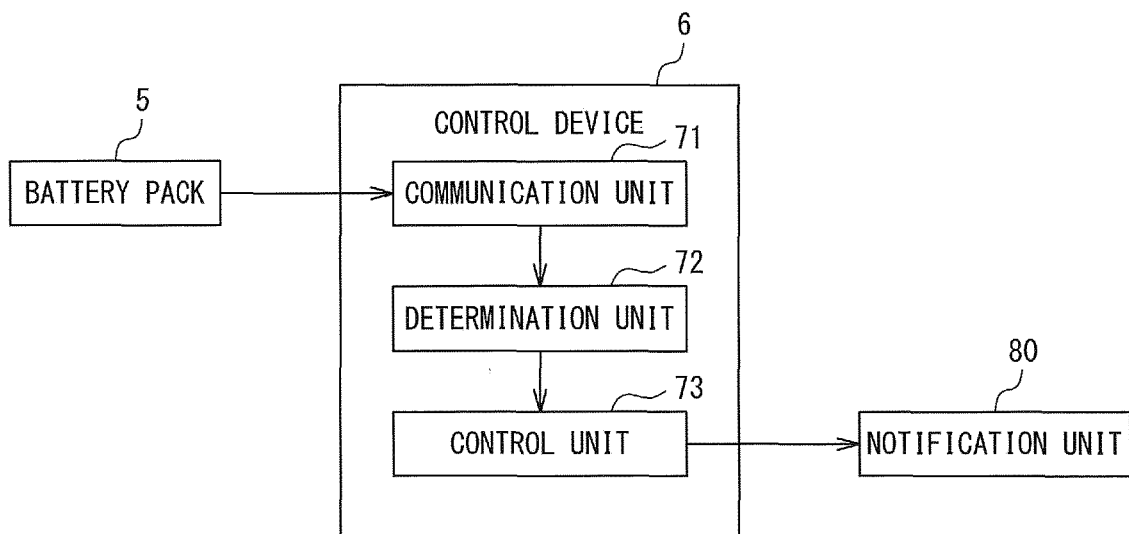 6
5
CONTROL DEVICE
71
BATTERY PACK
COMMUNICATION UNIT
72
DETERMINATION UNIT
73
80
CONTROL UNIT
NOTIFICATION UNIT